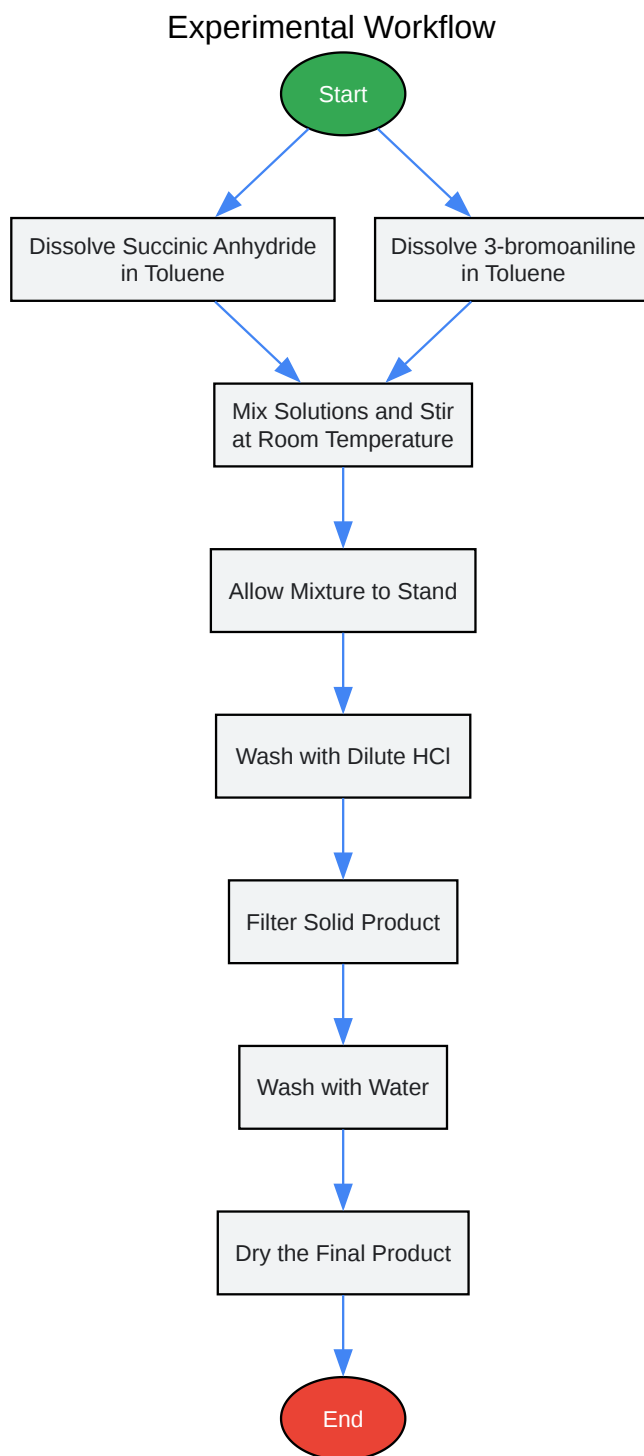 Experimental Workflow
Start
Dissolve Succinic Anhydride
in Toluene
Dissolve 3-bromoaniline
in Toluene
Mix Solutions and Stir
at Room Temperature
Allow Mixture to Stand
Wash with Dilute HCl
Filter Solid Product
Wash with Water
Dry the Final Product
End